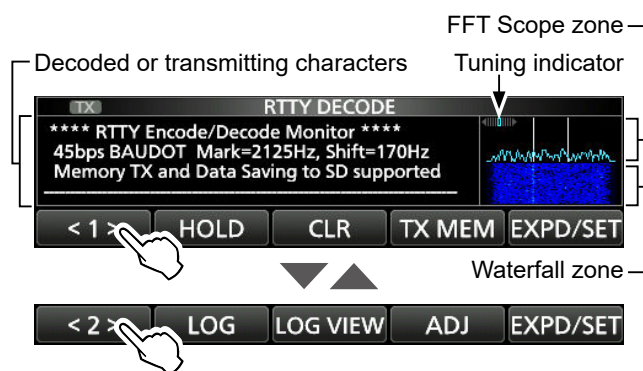 FFT Scope zone
Decoded or transmitting characters
Tuning indicator
TX
RTTY DECODE
**** RTTY Encode/Decode Monitor ****
45bps BAUDOT Mark=2125Hz, Shift=170Hz
Memory TX and Data Saving to SD supported
< 1 > HOLD CLR TX MEM EXPD/SET
Waterfall zone
< 2 > LOG LOG VIEW ADJ EXPD/SET